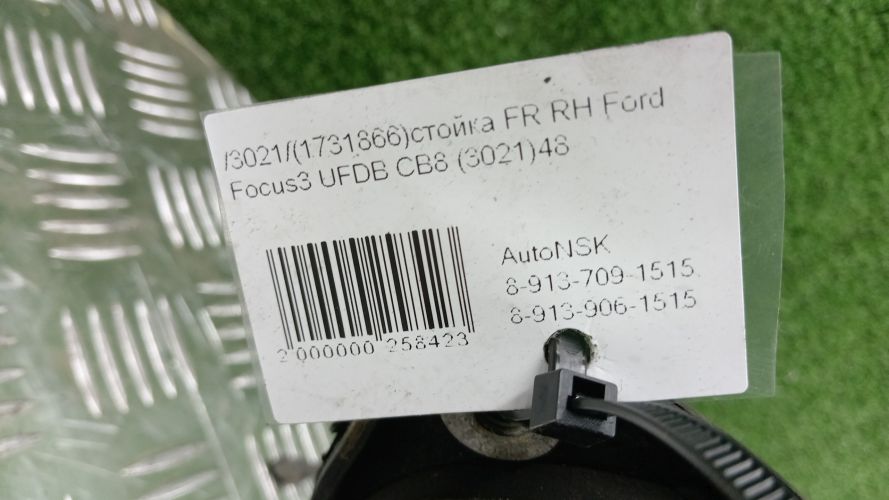 /3021/(1731866)стойка FR RH Ford
Focus3 UFDB CB8 (3021)48
AutoNSK
8-913-709-1515
8-913-906-1515
2 000000 258423